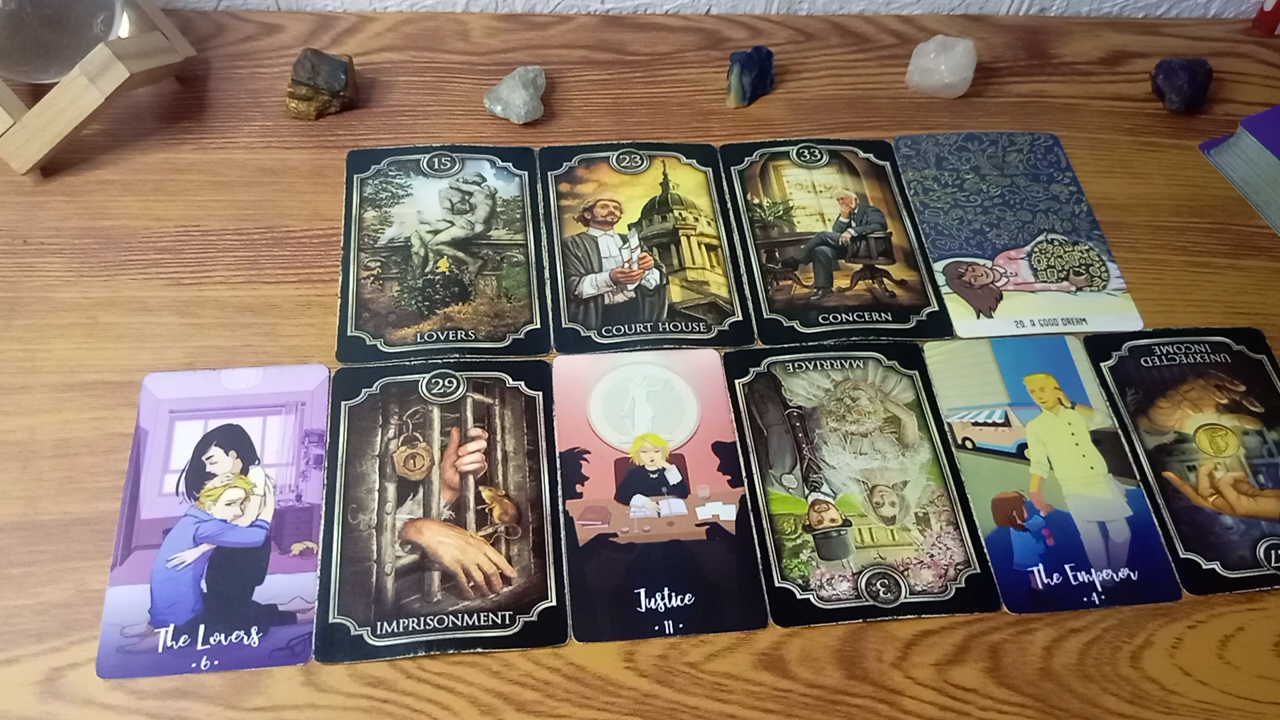 15
LOVERS
23
COURT HOUSE
33
CONCERN
20. A GOOD DREAM
The Lovers
• 6 •
29
1
IMPRISONMENT
Justice
• 11 •
MARRIAGE
3
The Emperor
• 4 •
UNEXPECTED
INCOME